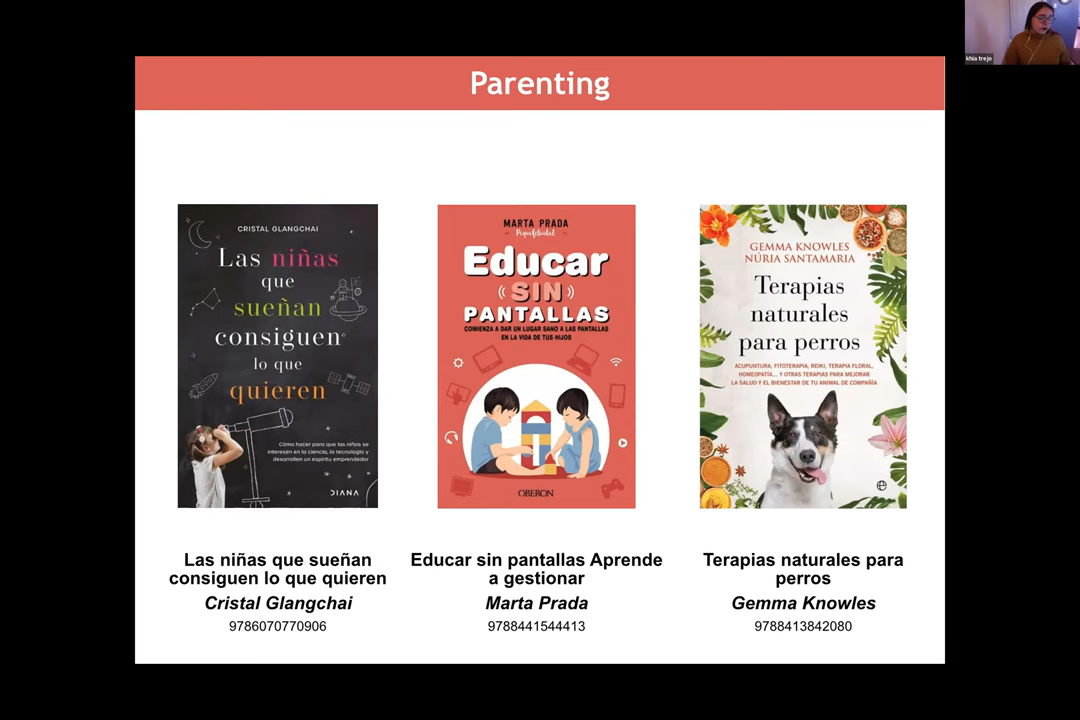 khia trejo
Parenting
CRISTAL GLANGCHAI
Las niñas
que
sueñan
consiguen
lo que
quieren
Cómo hacer para que las niñas se
interesen en la ciencia, la tecnología y
desarrollen un espíritu emprendedor
DIANA
MARTA PRADA
Educar
SIN
PANTALLAS
COMIENZA A DAR UN LUGAR SANO A LAS PANTALLAS
EN LA VIDA DE TUS HIJOS
OBERON
GEMMA KNOWLES
NÚRIA SANTAMARIA
Terapias
naturales
para perros
ACUPUNTURA, FITOTERAPIA, REIKI, TERAPIA FLORAL,
HOMEOPATÍA... Y OTRAS TERAPIAS PARA MEJORAR
LA SALUD Y EL BIENESTAR DE TU ANIMAL DE COMPAÑÍA
Las niñas que sueñan
consiguen lo que quieren
Cristal Glangchai
9786070770906
Educar sin pantallas Aprende
a gestionar
Marta Prada
9788441544413
Terapias naturales para
perros
Gemma Knowles
9788413842080